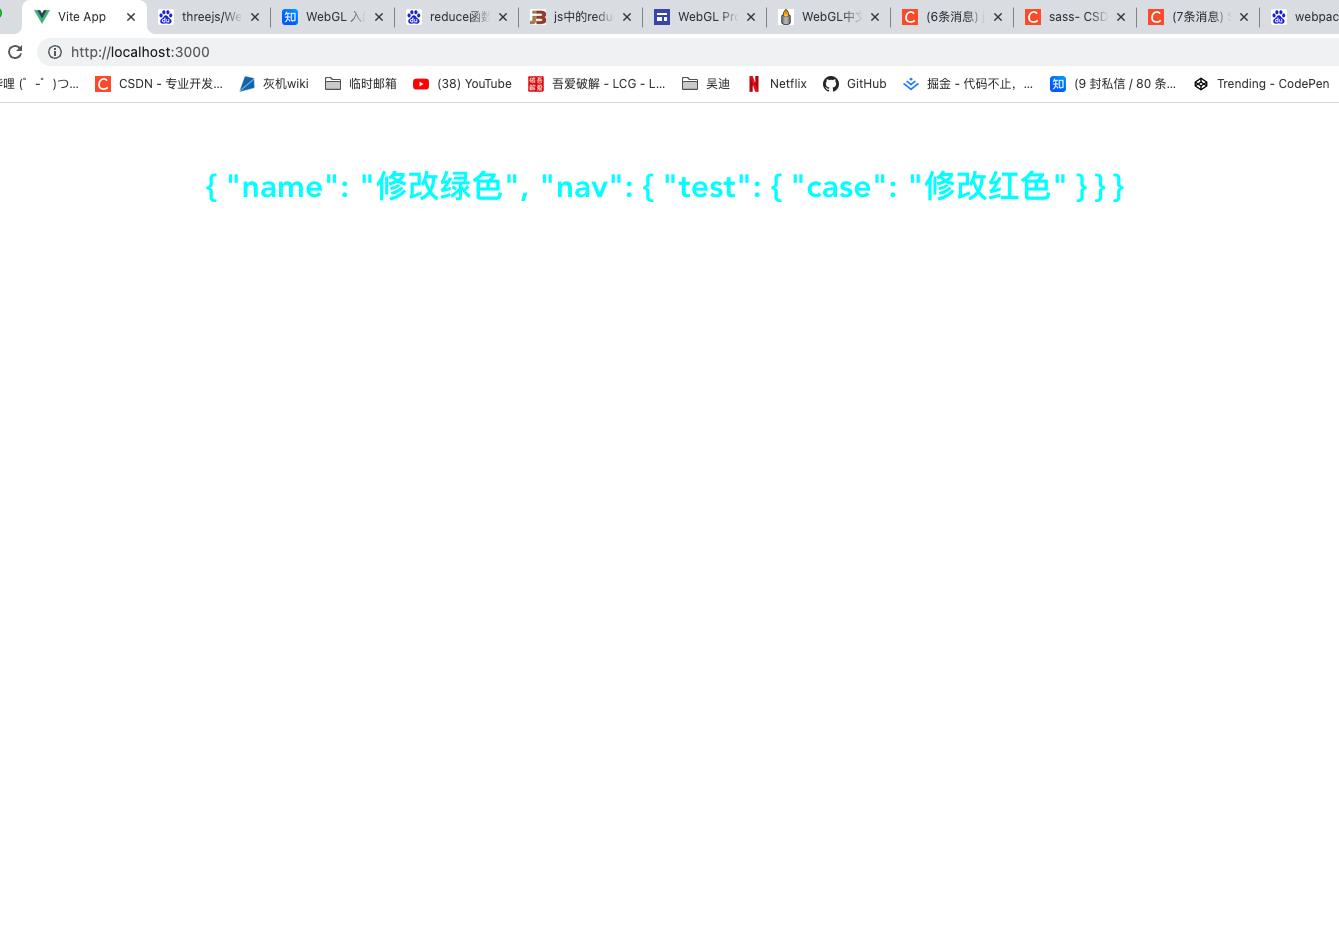 Vite App threejs/We WebGL 入 reduce函数 js中的redu WebGL Pro WebGL中文 (6条消息) j sass- CSD (7条消息) S webpac
http://localhost:3000
哔哩 (゜-゜)つ... CSDN - 专业开发... 灰机wiki 临时邮箱 (38) YouTube 吾爱破解 - LCG - L... 吴迪 Netflix GitHub 掘金 - 代码不止，... (9 封私信 / 80 条... Trending - CodePen
{ "name": "修改绿色", "nav": { "test": { "case": "修改红色" } } }